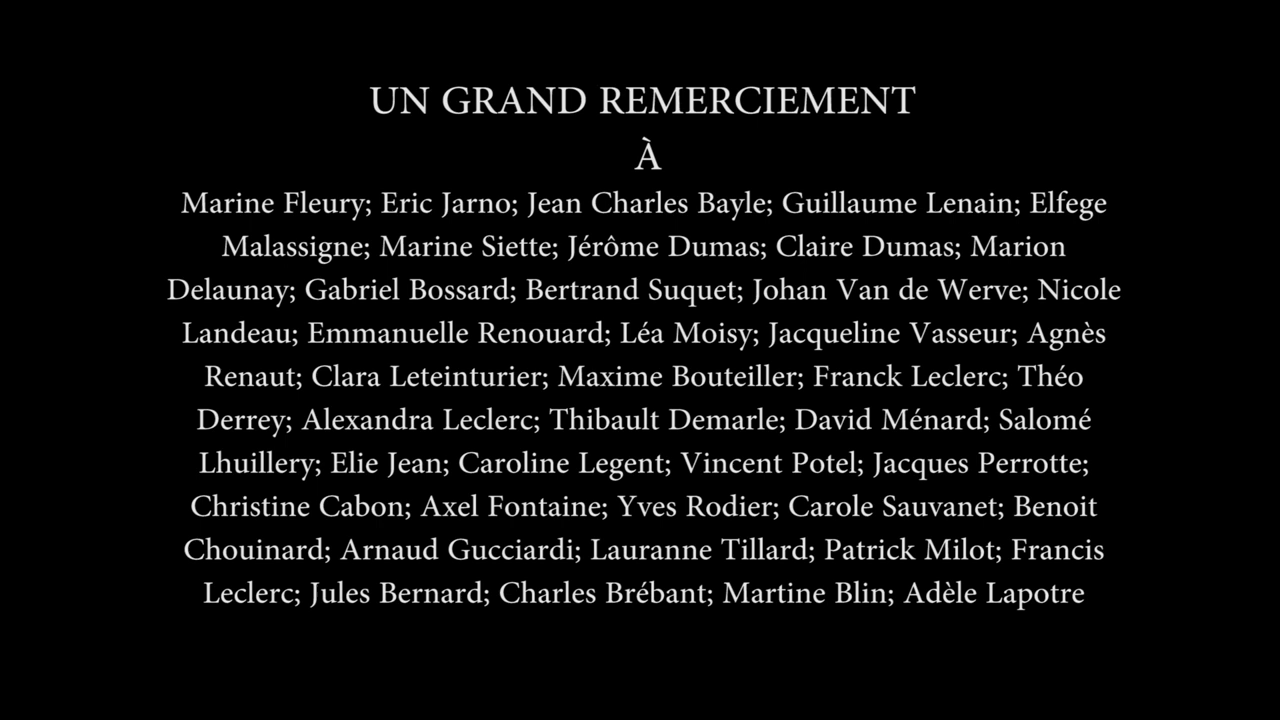 UN GRAND REMERCIEMENT
À
Marine Fleury; Eric Jarno; Jean Charles Bayle; Guillaume Lenain; Elfege
Malassigne; Marine Siette; Jérôme Dumas; Claire Dumas; Marion
Delaunay; Gabriel Bossard; Bertrand Suquet; Johan Van de Werve; Nicole
Landeau; Emmanuelle Renouard; Léa Moisy; Jacqueline Vasseur; Agnès
Renaut; Clara Leteinturier; Maxime Bouteiller; Franck Leclerc; Théo
Derrey; Alexandra Leclerc; Thibault Demarle; David Ménard; Salomé
Lhuillery; Elie Jean; Caroline Legent; Vincent Potel; Jacques Perrotte;
Christine Cabon; Axel Fontaine; Yves Rodier; Carole Sauvanet; Benoit
Chouinard; Arnaud Gucciardi; Lauranne Tillard; Patrick Milot; Francis
Leclerc; Jules Bernard; Charles Brébant; Martine Blin; Adèle Lapotre